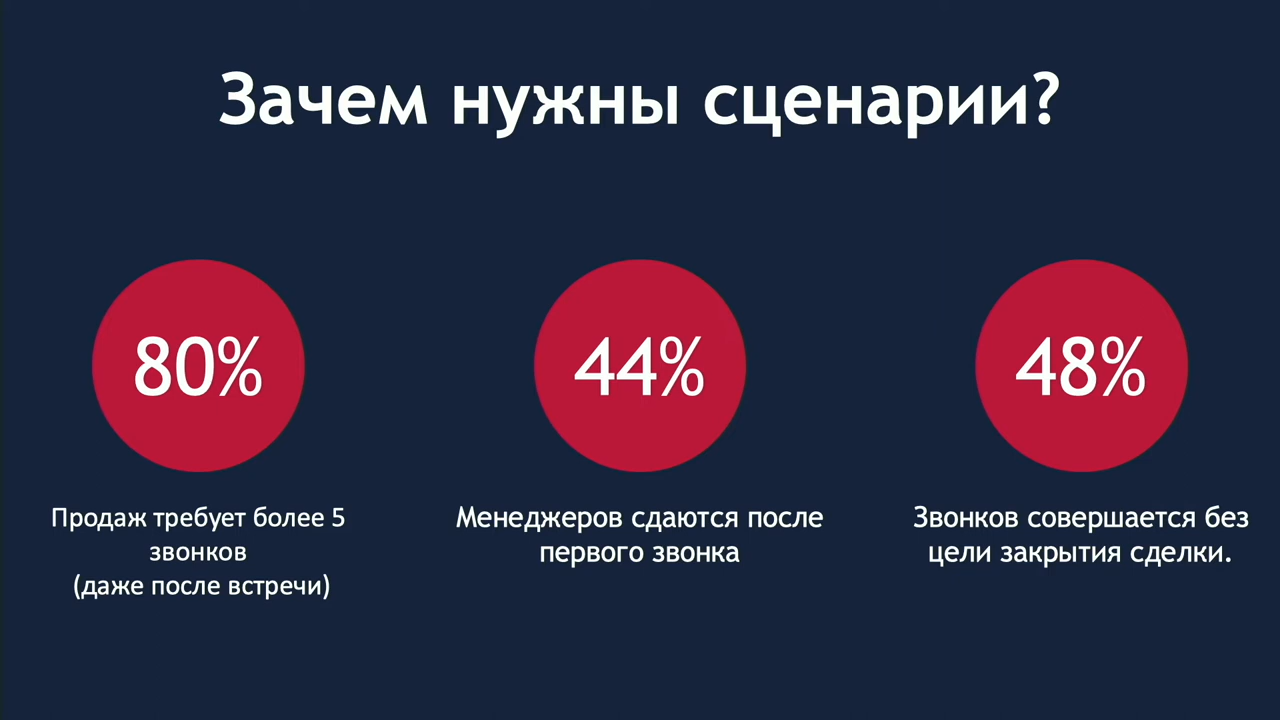 Зачем нужны сценарии?
80%
44%
48%
Продаж требует более 5
звонков
(даже после встречи)
Менеджеров сдаются после
первого звонка
Звонков совершается без
цели закрытия сделки.